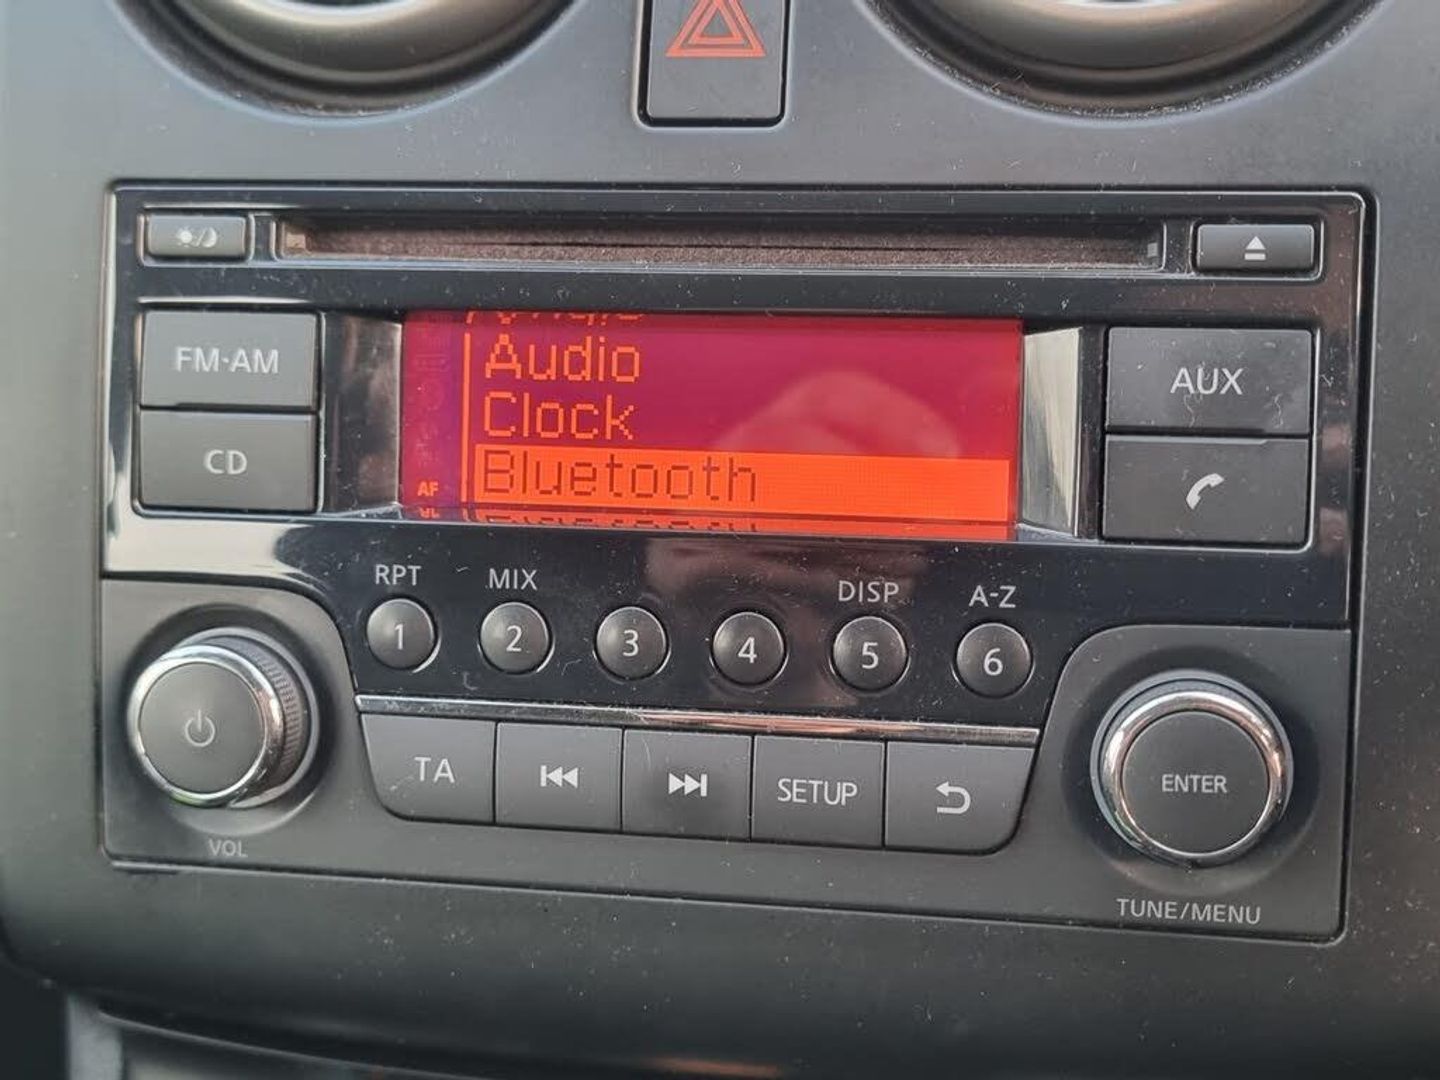 FM·AM
CD
Audio
Clock
Bluetooth
AF
AUX
RPT MIX DISP A-Z
1 2 3 4 5 6
TA SETUP ENTER
VOL
TUNE/MENU